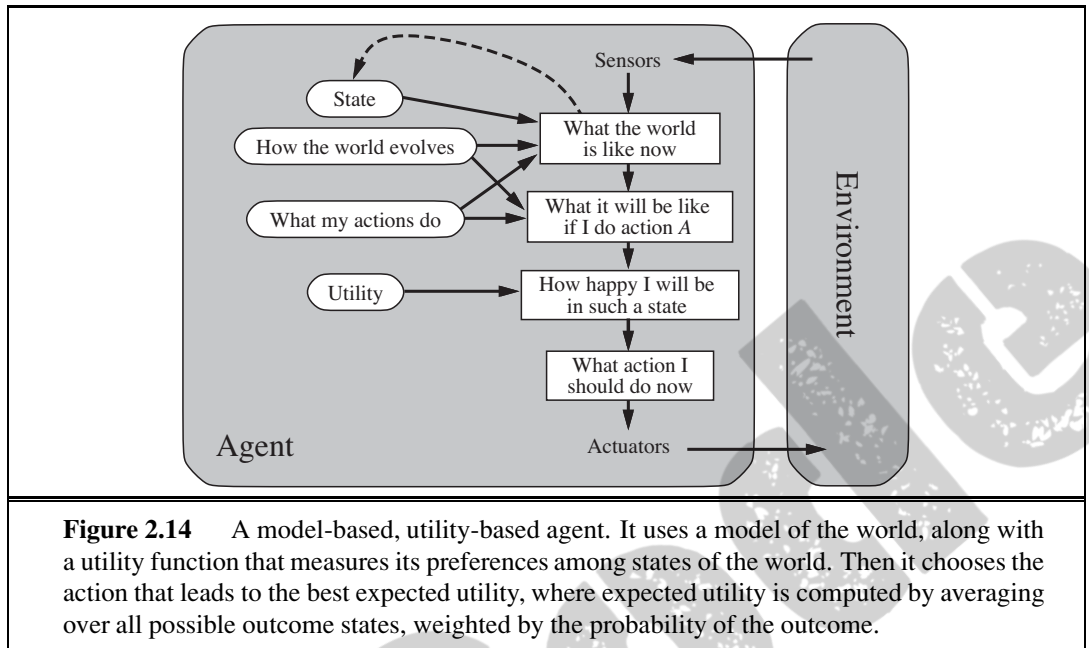 Sensors
State
What the world
is like now
How the world evolves
What it will be like
if I do action A
What my actions do
How happy I will be
in such a state
Utility
What action I
should do now
Agent
Actuators
Environment
Figure 2.14 A model-based, utility-based agent. It uses a model of the world, along with
a utility function that measures its preferences among states of the world. Then it chooses the
action that leads to the best expected utility, where expected utility is computed by averaging
over all possible outcome states, weighted by the probability of the outcome.